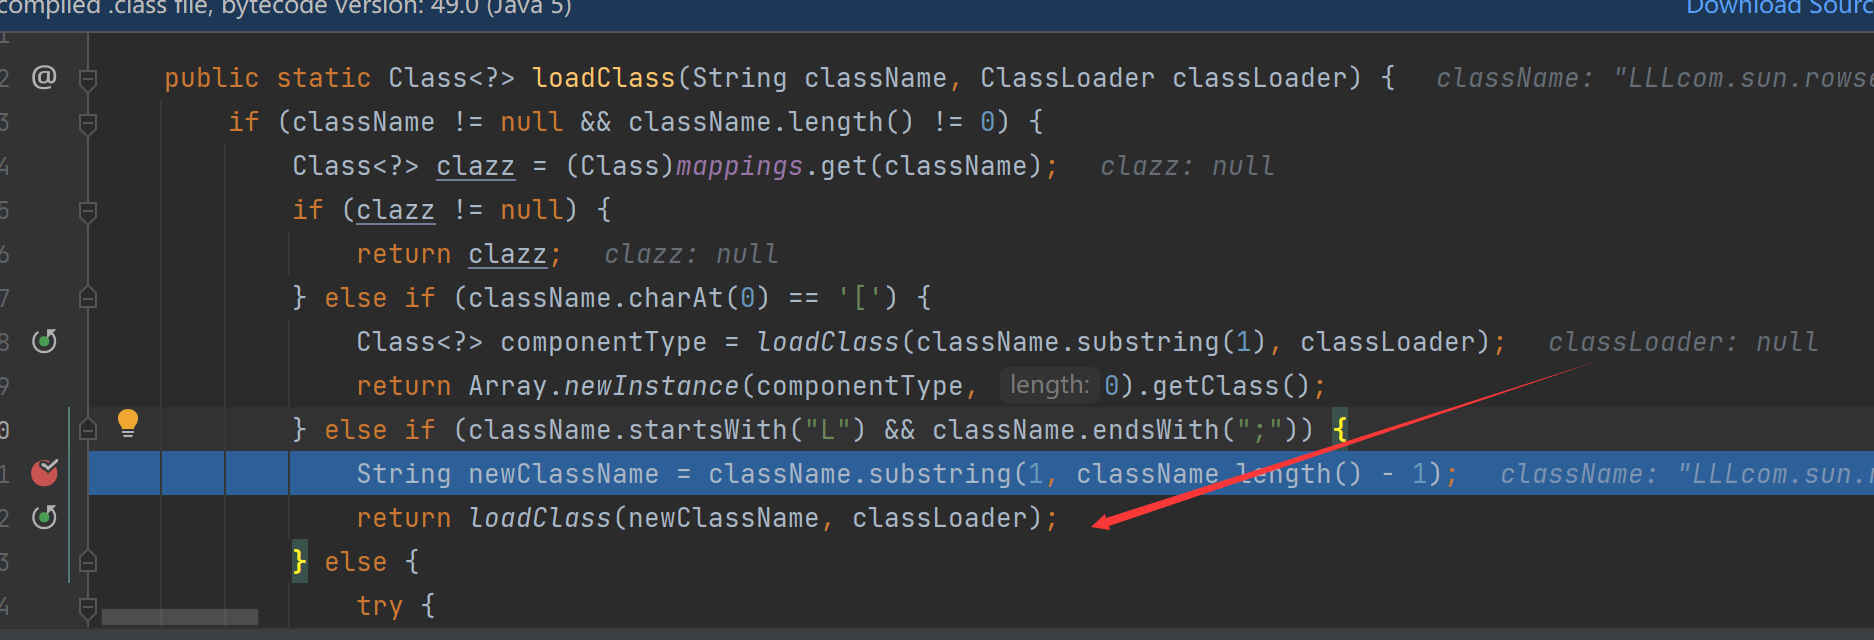 compiled .class file, bytecode version: 49.0 (Java 5) Download Sourc
1
2 @ public static Class<?> loadClass(String className, ClassLoader classLoader) { className: "LLLcom.sun.rowse
3 if (className != null && className.length() != 0) {
4 Class<?> clazz = (Class)mappings.get(className); clazz: null
5 if (clazz != null) {
6 return clazz; clazz: null
7 } else if (className.charAt(0) == '[') {
8 Class<?> componentType = loadClass(className.substring(1), classLoader); classLoader: null
9 return Array.newInstance(componentType, length: 0).getClass();
0 } else if (className.startsWith("L") && className.endsWith(";")) {
1 String newClassName = className.substring(1, className.length() - 1); className: "LLLcom.sun.r
2 return loadClass(newClassName, classLoader);
3 } else {
4 try {